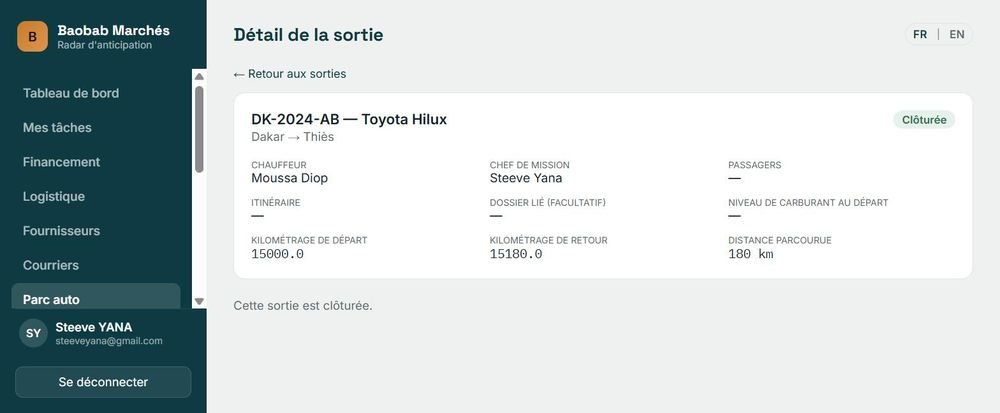 B
Baobab Marchés
Radar d'anticipation
Tableau de bord
Mes tâches
Financement
Logistique
Fournisseurs
Courriers
Parc auto
SY
Steeve YANA
steeveyana@gmail.com
Se déconnecter
Détail de la sortie
FR | EN
← Retour aux sorties
DK-2024-AB — Toyota Hilux
Clôturée
Dakar → Thiès
CHAUFFEUR
Moussa Diop
CHEF DE MISSION
Steeve Yana
PASSAGERS
—
ITINÉRAIRE
—
DOSSIER LIÉ (FACULTATIF)
—
NIVEAU DE CARBURANT AU DÉPART
—
KILOMÉTRAGE DE DÉPART
15000.0
KILOMÉTRAGE DE RETOUR
15180.0
DISTANCE PARCOURUE
180 km
Cette sortie est clôturée.